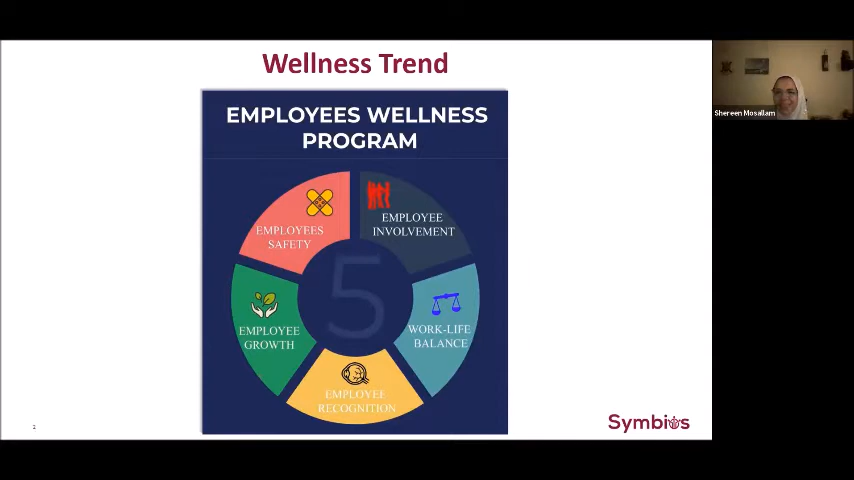 Wellness Trend
EMPLOYEES WELLNESS
PROGRAM
EMPLOYEE
INVOLVEMENT
WORK-LIFE
BALANCE
EMPLOYEE
RECOGNITION
EMPLOYEE
GROWTH
EMPLOYEES
SAFETY
5
2
Symbios
Shereen Mosallam